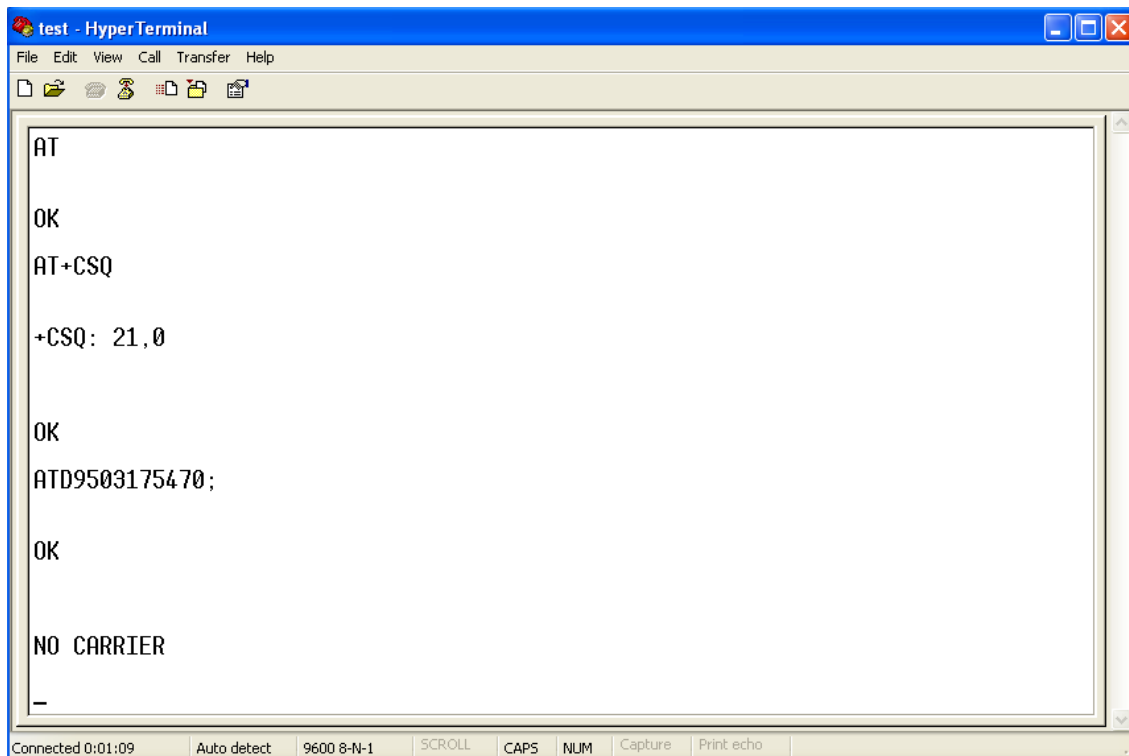 test - HyperTerminal
File Edit View Call Transfer Help
AT
OK
AT+CSQ
+CSQ: 21,0
OK
ATD9503175470;
OK
NO CARRIER
_
Connected 0:01:09 Auto detect 9600 8-N-1 SCROLL CAPS NUM Capture Print echo